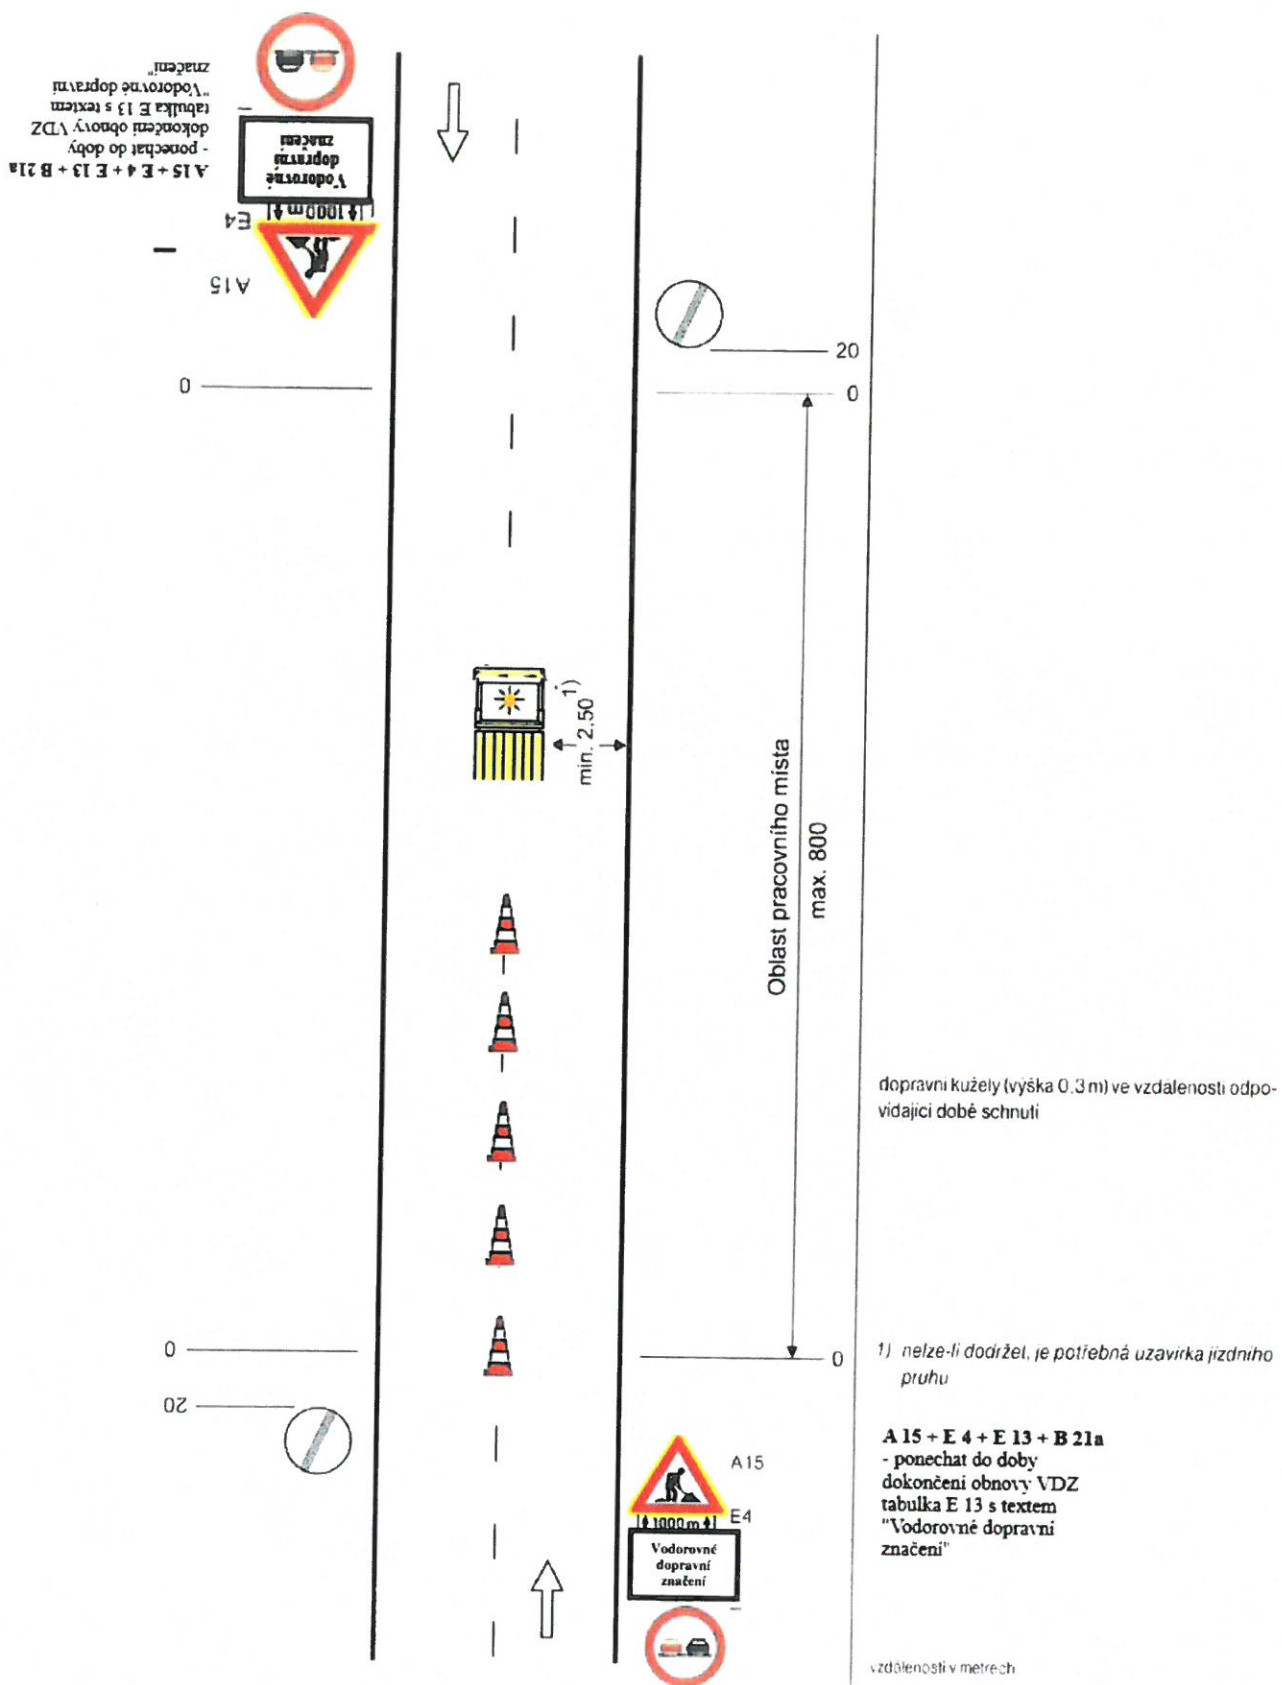 A 15 + E 4 + E 13 + B 21a
- ponechat do doby
dokončení obnovy VDZ
tabulka E 13 s textem
"Vodorovné dopravní
značení"
Vodorovné
dopravní
značení
1000 m
E4
A15
0
20
0
min. 2.50 1)
Oblast pracovního místa
max. 800
dopravní kužely (výška 0.3 m) ve vzdálenosti odpo-
vídající době schnutí
0
0
20
1) nelze-li dodržet, je potřebná uzavírka jízdního
pruhu
A15
E4
1000 m
Vodorovné
dopravní
značení
A 15 + E 4 + E 13 + B 21a
- ponechat do doby
dokončení obnovy VDZ
tabulka E 13 s textem
"Vodorovné dopravní
značení"
vzdálenosti v metrech